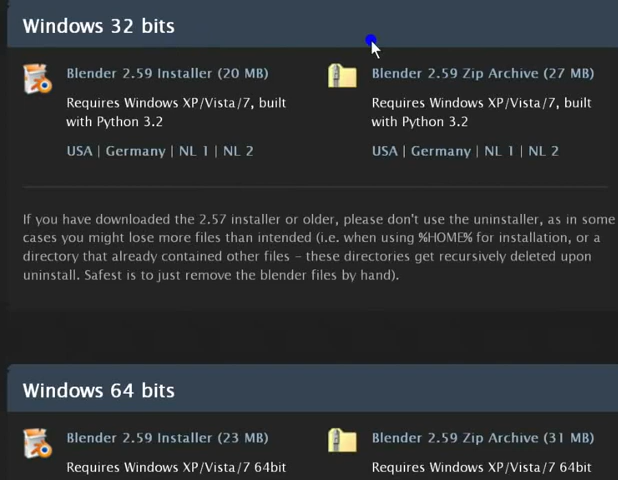 Windows 32 bits
Blender 2.59 Installer (20 MB)
Requires Windows XP/Vista/7, built
with Python 3.2
USA | Germany | NL 1 | NL 2
Blender 2.59 Zip Archive (27 MB)
Requires Windows XP/Vista/7, built
with Python 3.2
USA | Germany | NL 1 | NL 2
If you have downloaded the 2.57 installer or older, please don't use the uninstaller, as in some
cases you might lose more files than intended (i.e. when using %HOME% for installation, or a
directory that already contained other files – these directories get recursively deleted upon
uninstall. Safest is to just remove the blender files by hand).
Windows 64 bits
Blender 2.59 Installer (23 MB)
Requires Windows XP/Vista/7 64bit
Blender 2.59 Zip Archive (31 MB)
Requires Windows XP/Vista/7 64bit